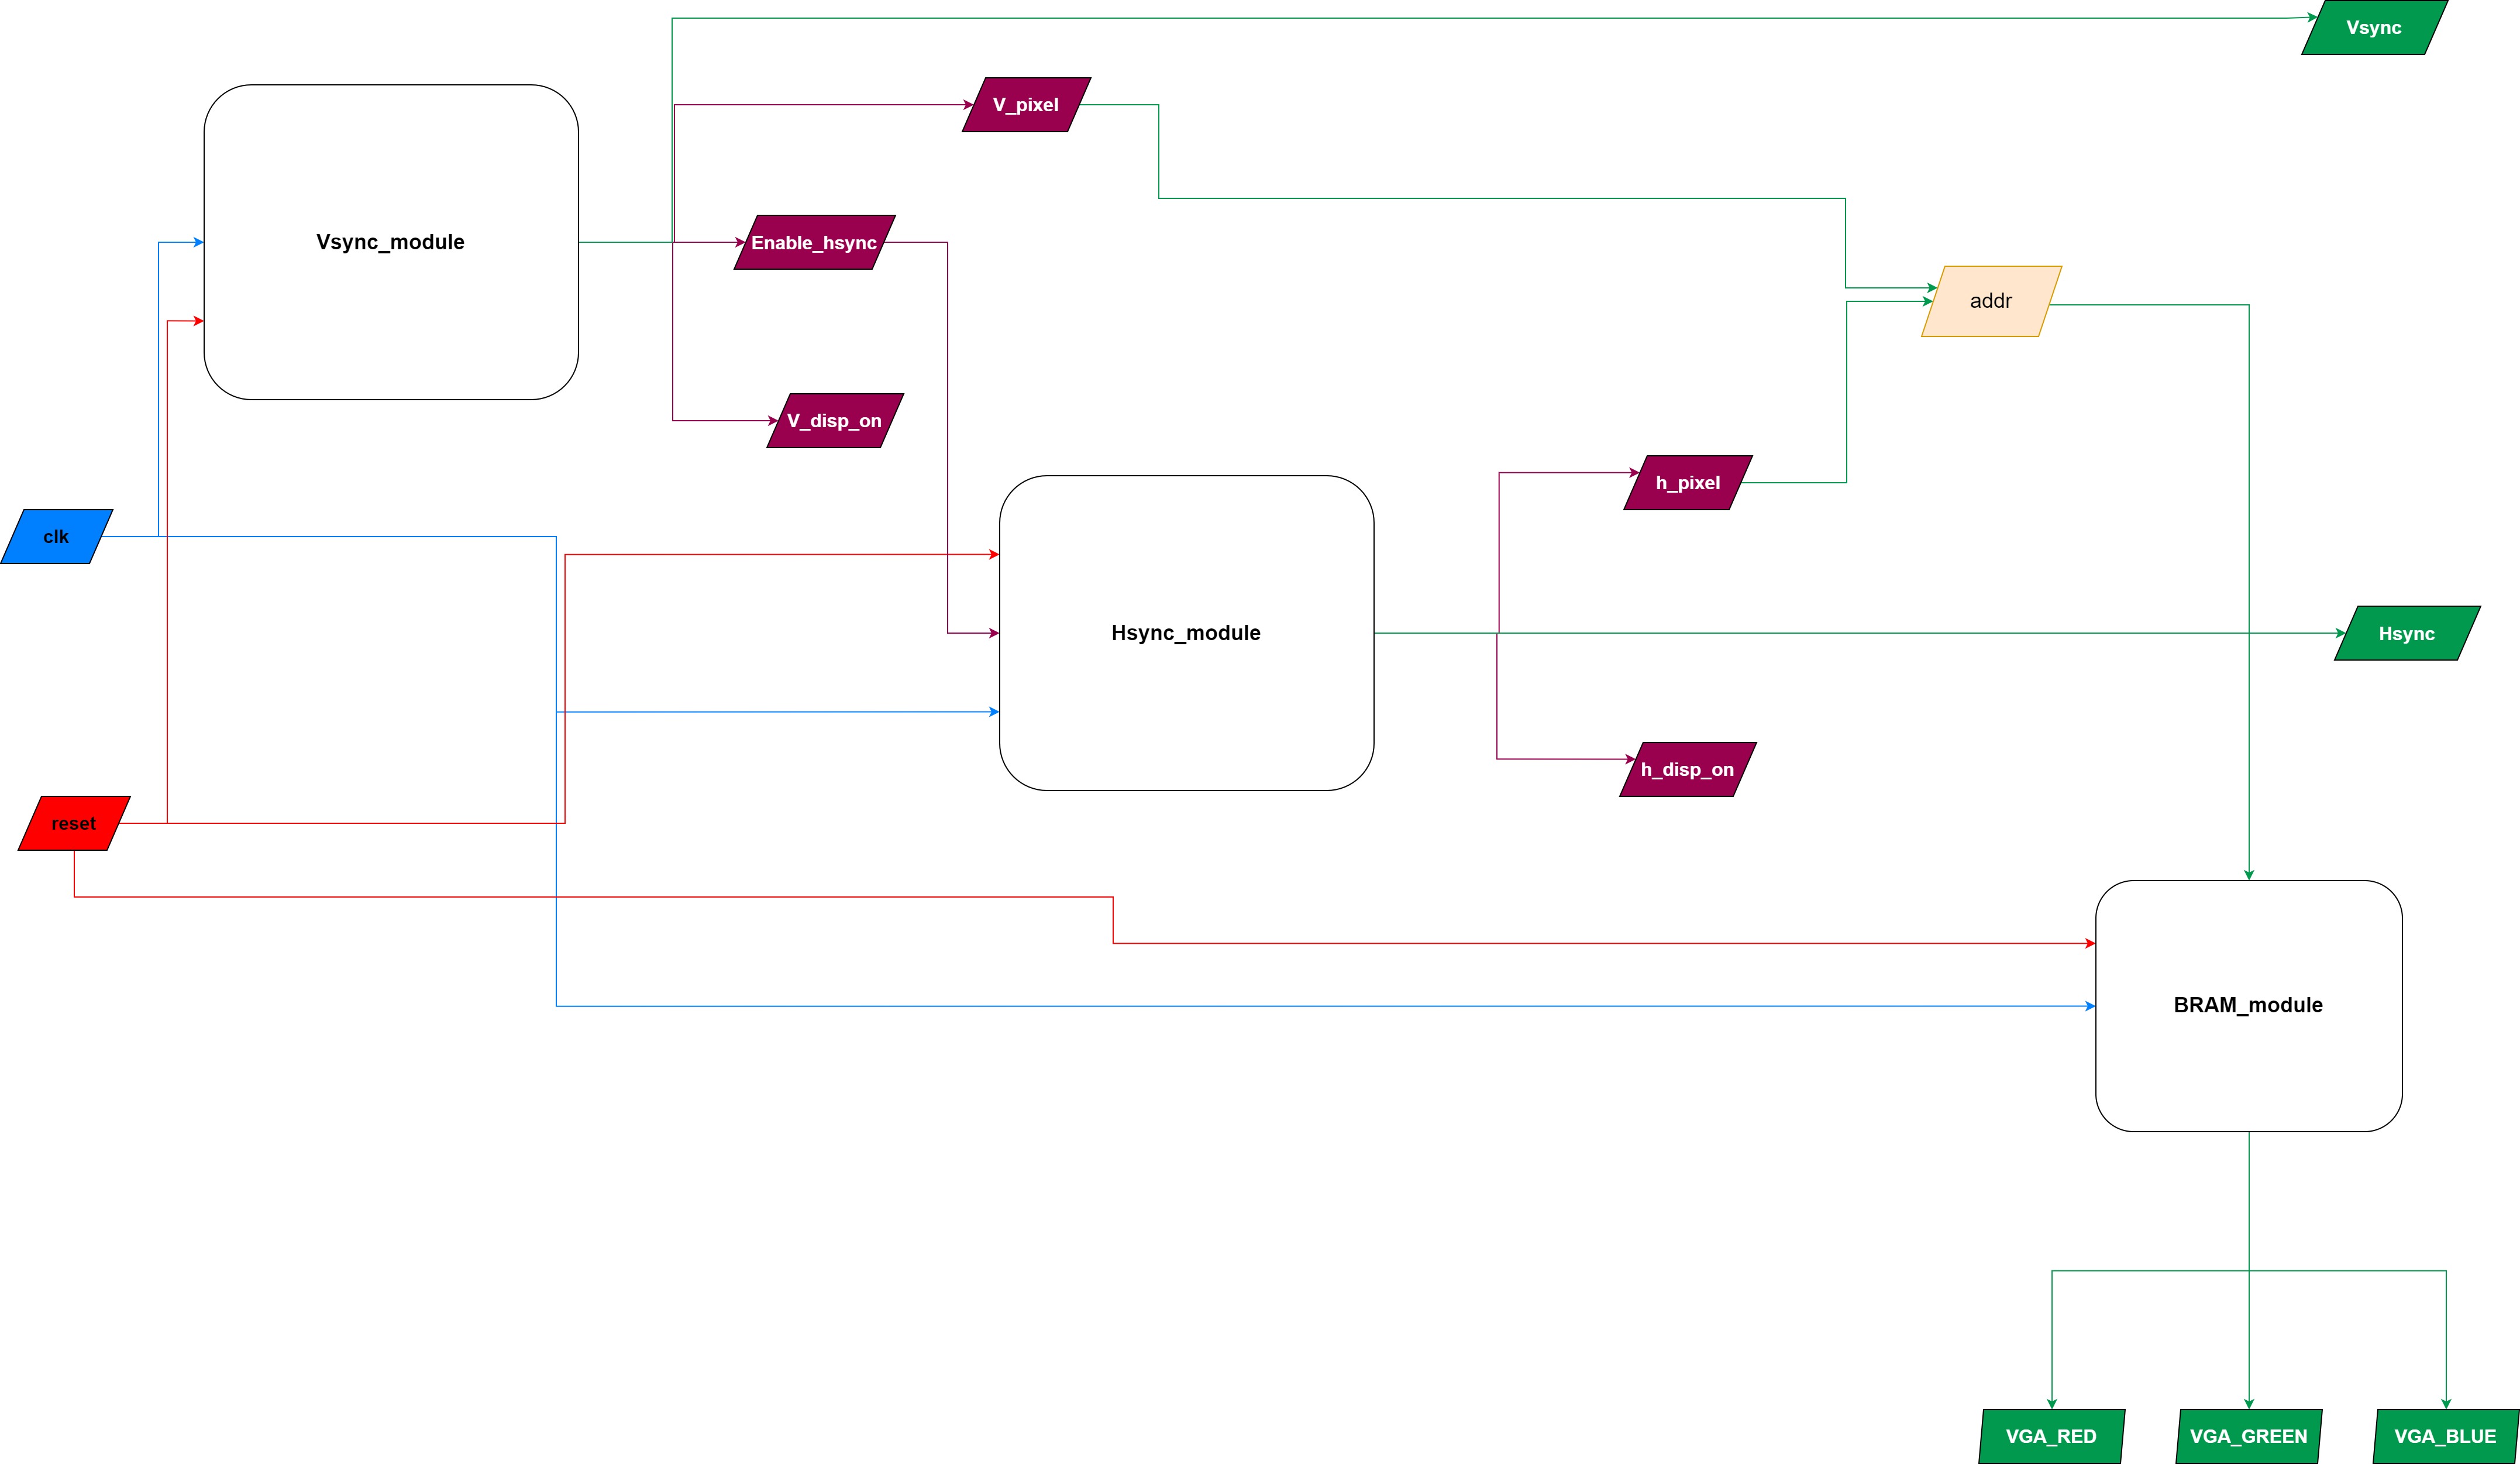 Vsync
V_pixel
Vsync_module
Enable_hsync
addr
V_disp_on
h_pixel
clk
Hsync_module
Hsync
h_disp_on
reset
BRAM_module
VGA_RED
VGA_GREEN
VGA_BLUE